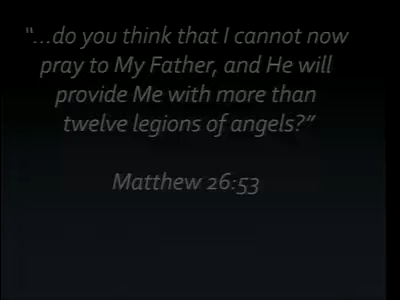 “...do you think that I cannot now
pray to My Father, and He will
provide Me with more than
twelve legions of angels?”
Matthew 26:53